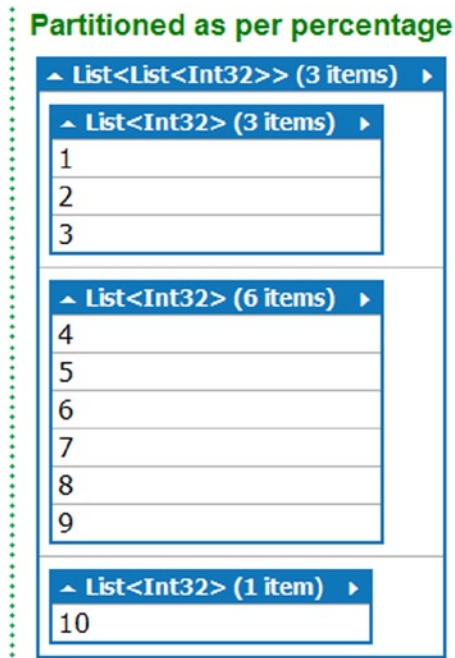 Partitioned as per percentage
List<List<Int32>> (3 items)
List<Int32> (3 items)
1
2
3
List<Int32> (6 items)
4
5
6
7
8
9
List<Int32> (1 item)
10